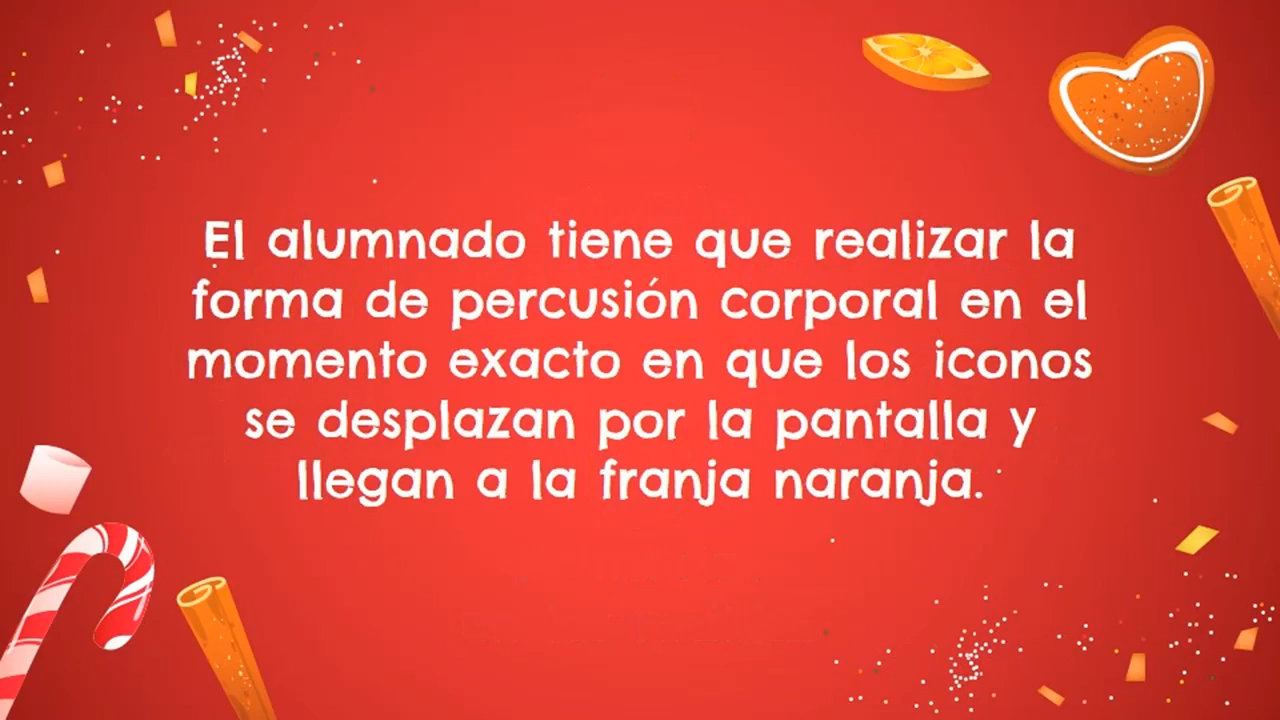 El alumnado tiene que realizar la
forma de percusión corporal en el
momento exacto en que los iconos
se desplazan por la pantalla y
llegan a la franja naranja.